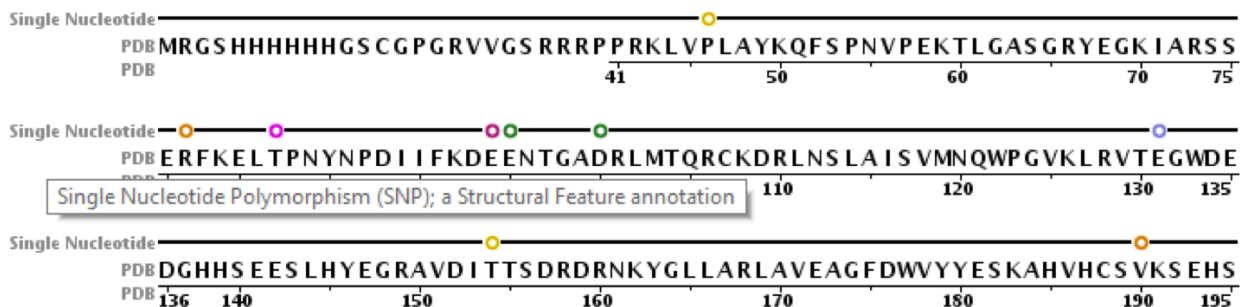 Single Nucleotide
PDB MRGSHHHHHHGSCGPGRVVGSRRRPPRKLVPLAYKQFSPNVPEKTLGASGRYEGKIARSS
PDB 41 50 60 70 75
Single Nucleotide
PDB ERFKELTPNYNPDIIFKDEENTGADRLMTQRCKDRLNSLAISVMNQWPGVKLRVTEGWDE
110 120 130 135
Single Nucleotide Polymorphism (SNP); a Structural Feature annotation
Single Nucleotide
PDB DGHHSEESLHYEGRAVDITTSDRDRNKYGLLARLAVEAGFDWVYYESKAHVHCSVKSEHS
PDB 136 140 150 160 170 180 190 195